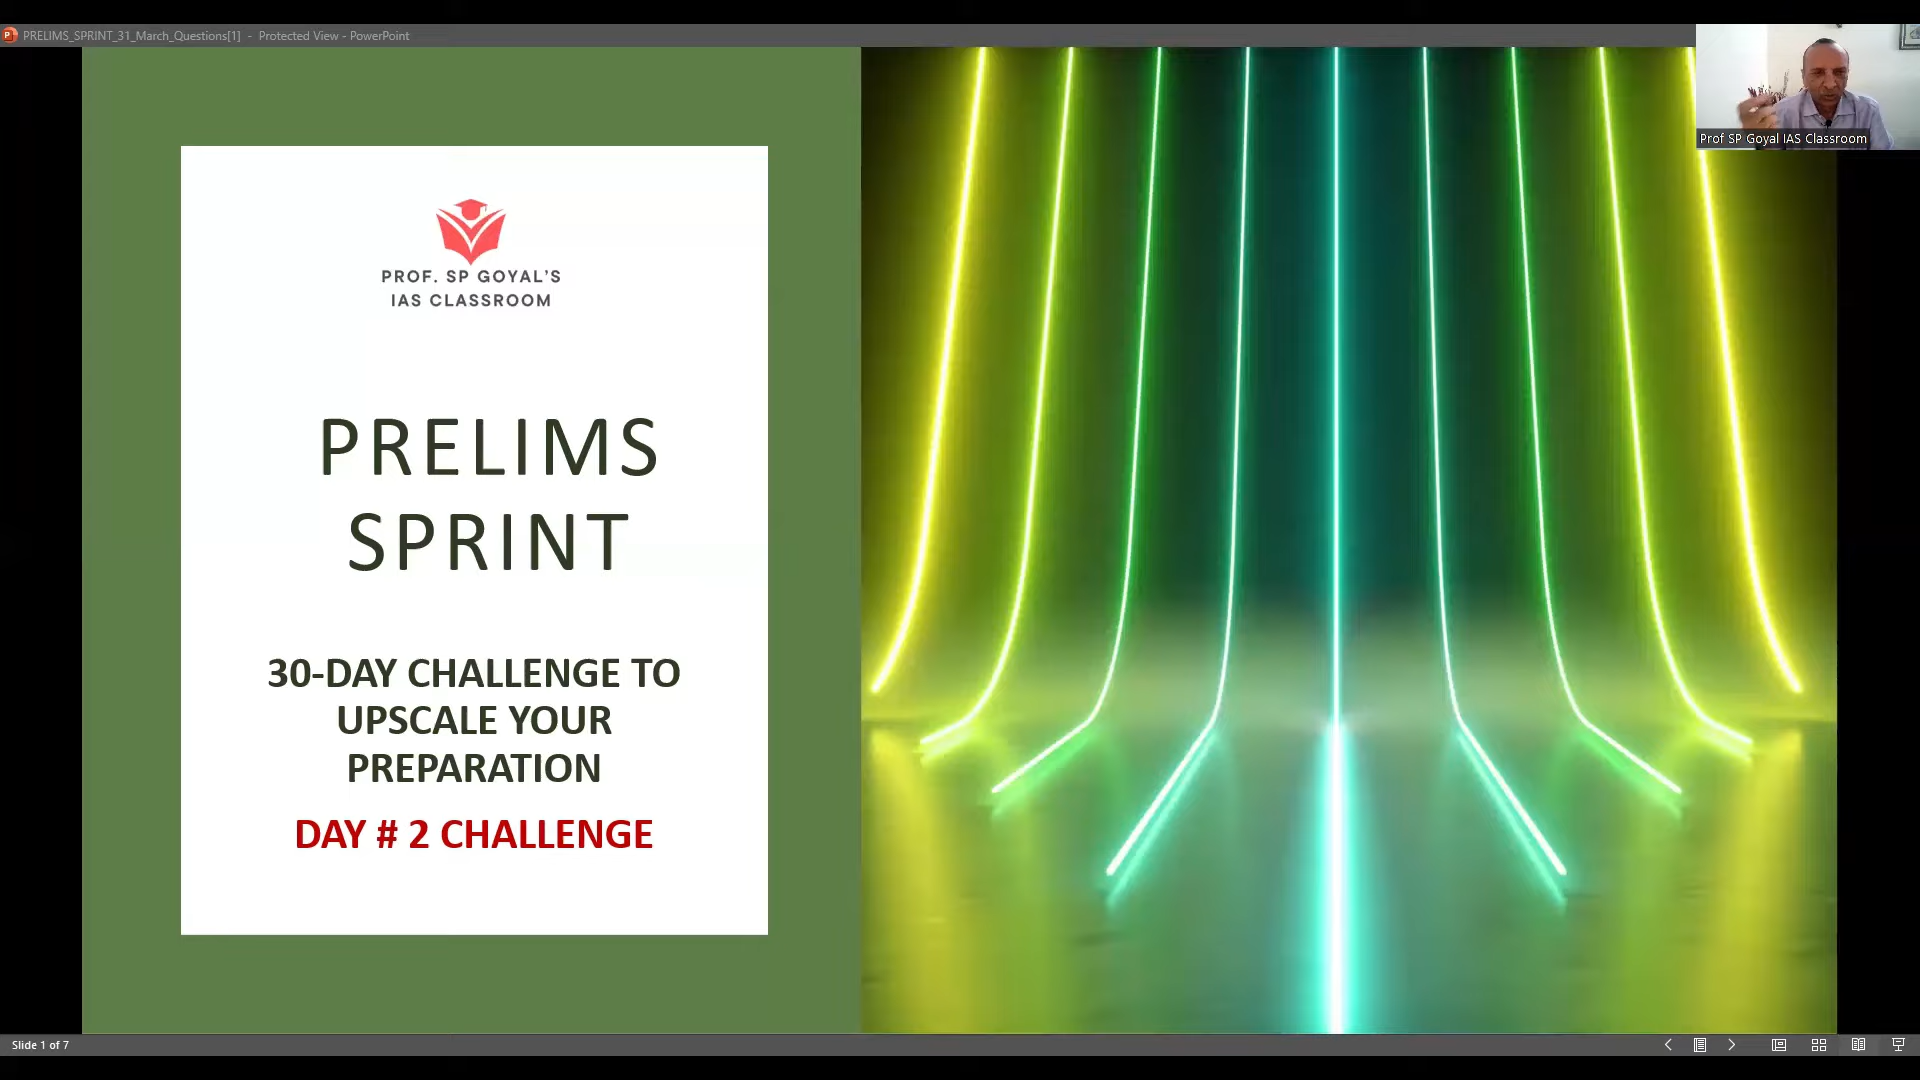 PRELIMS_SPRINT_31_March_Questions[1] - Protected View - PowerPoint
Prof SP Goyal IAS Classroom
PROF. SP GOYAL'S
IAS CLASSROOM
PRELIMS
SPRINT
30-DAY CHALLENGE TO
UPSCALE YOUR
PREPARATION
DAY # 2 CHALLENGE
Slide 1 of 7